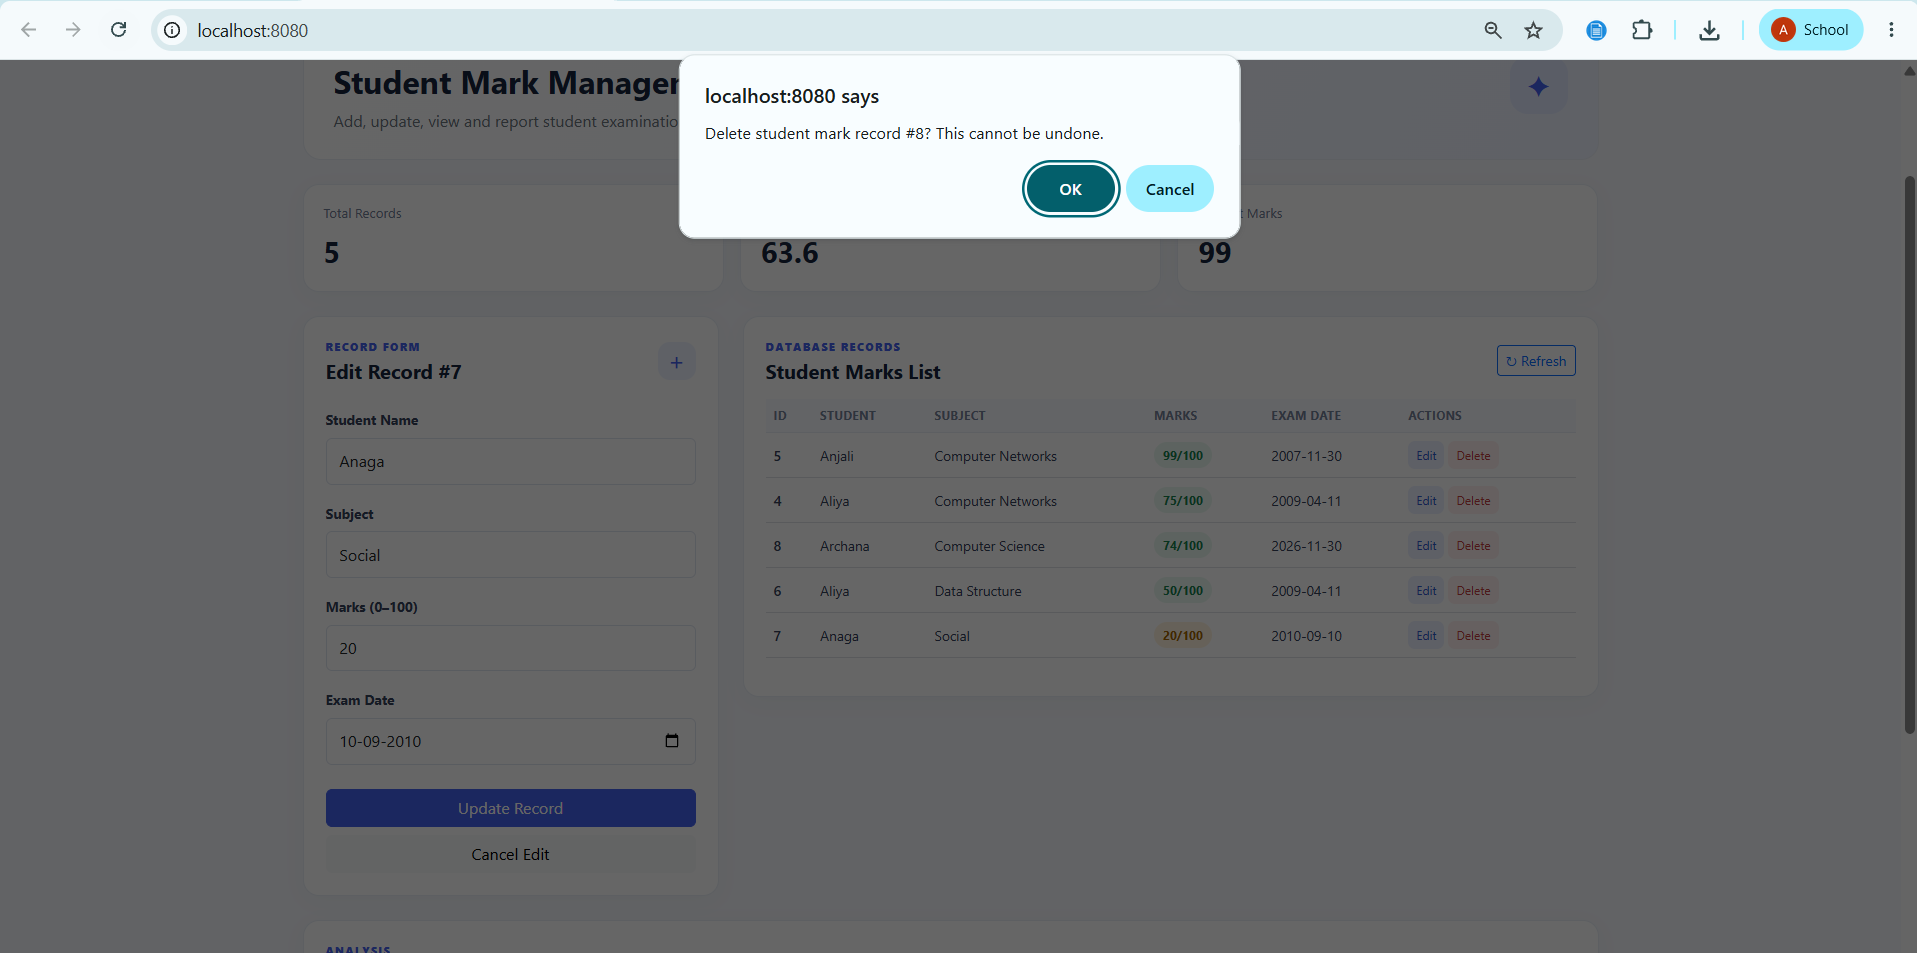 localhost:8080
A School
localhost:8080 says
Delete student mark record #8? This cannot be undone.
OK
Cancel
Student Mark Manager
Add, update, view and report student examinatio
Total Records
5
63.6
Marks
99
RECORD FORM
Edit Record #7
+
Student Name
Anaga
Subject
Social
Marks (0–100)
20
Exam Date
10-09-2010
Update Record
Cancel Edit
DATABASE RECORDS
Student Marks List
↻ Refresh
ID STUDENT SUBJECT MARKS EXAM DATE ACTIONS
5 Anjali Computer Networks 99/100 2007-11-30 Edit Delete
4 Aliya Computer Networks 75/100 2009-04-11 Edit Delete
8 Archana Computer Science 74/100 2026-11-30 Edit Delete
6 Aliya Data Structure 50/100 2009-04-11 Edit Delete
7 Anaga Social 20/100 2010-09-10 Edit Delete
ANALYSIS